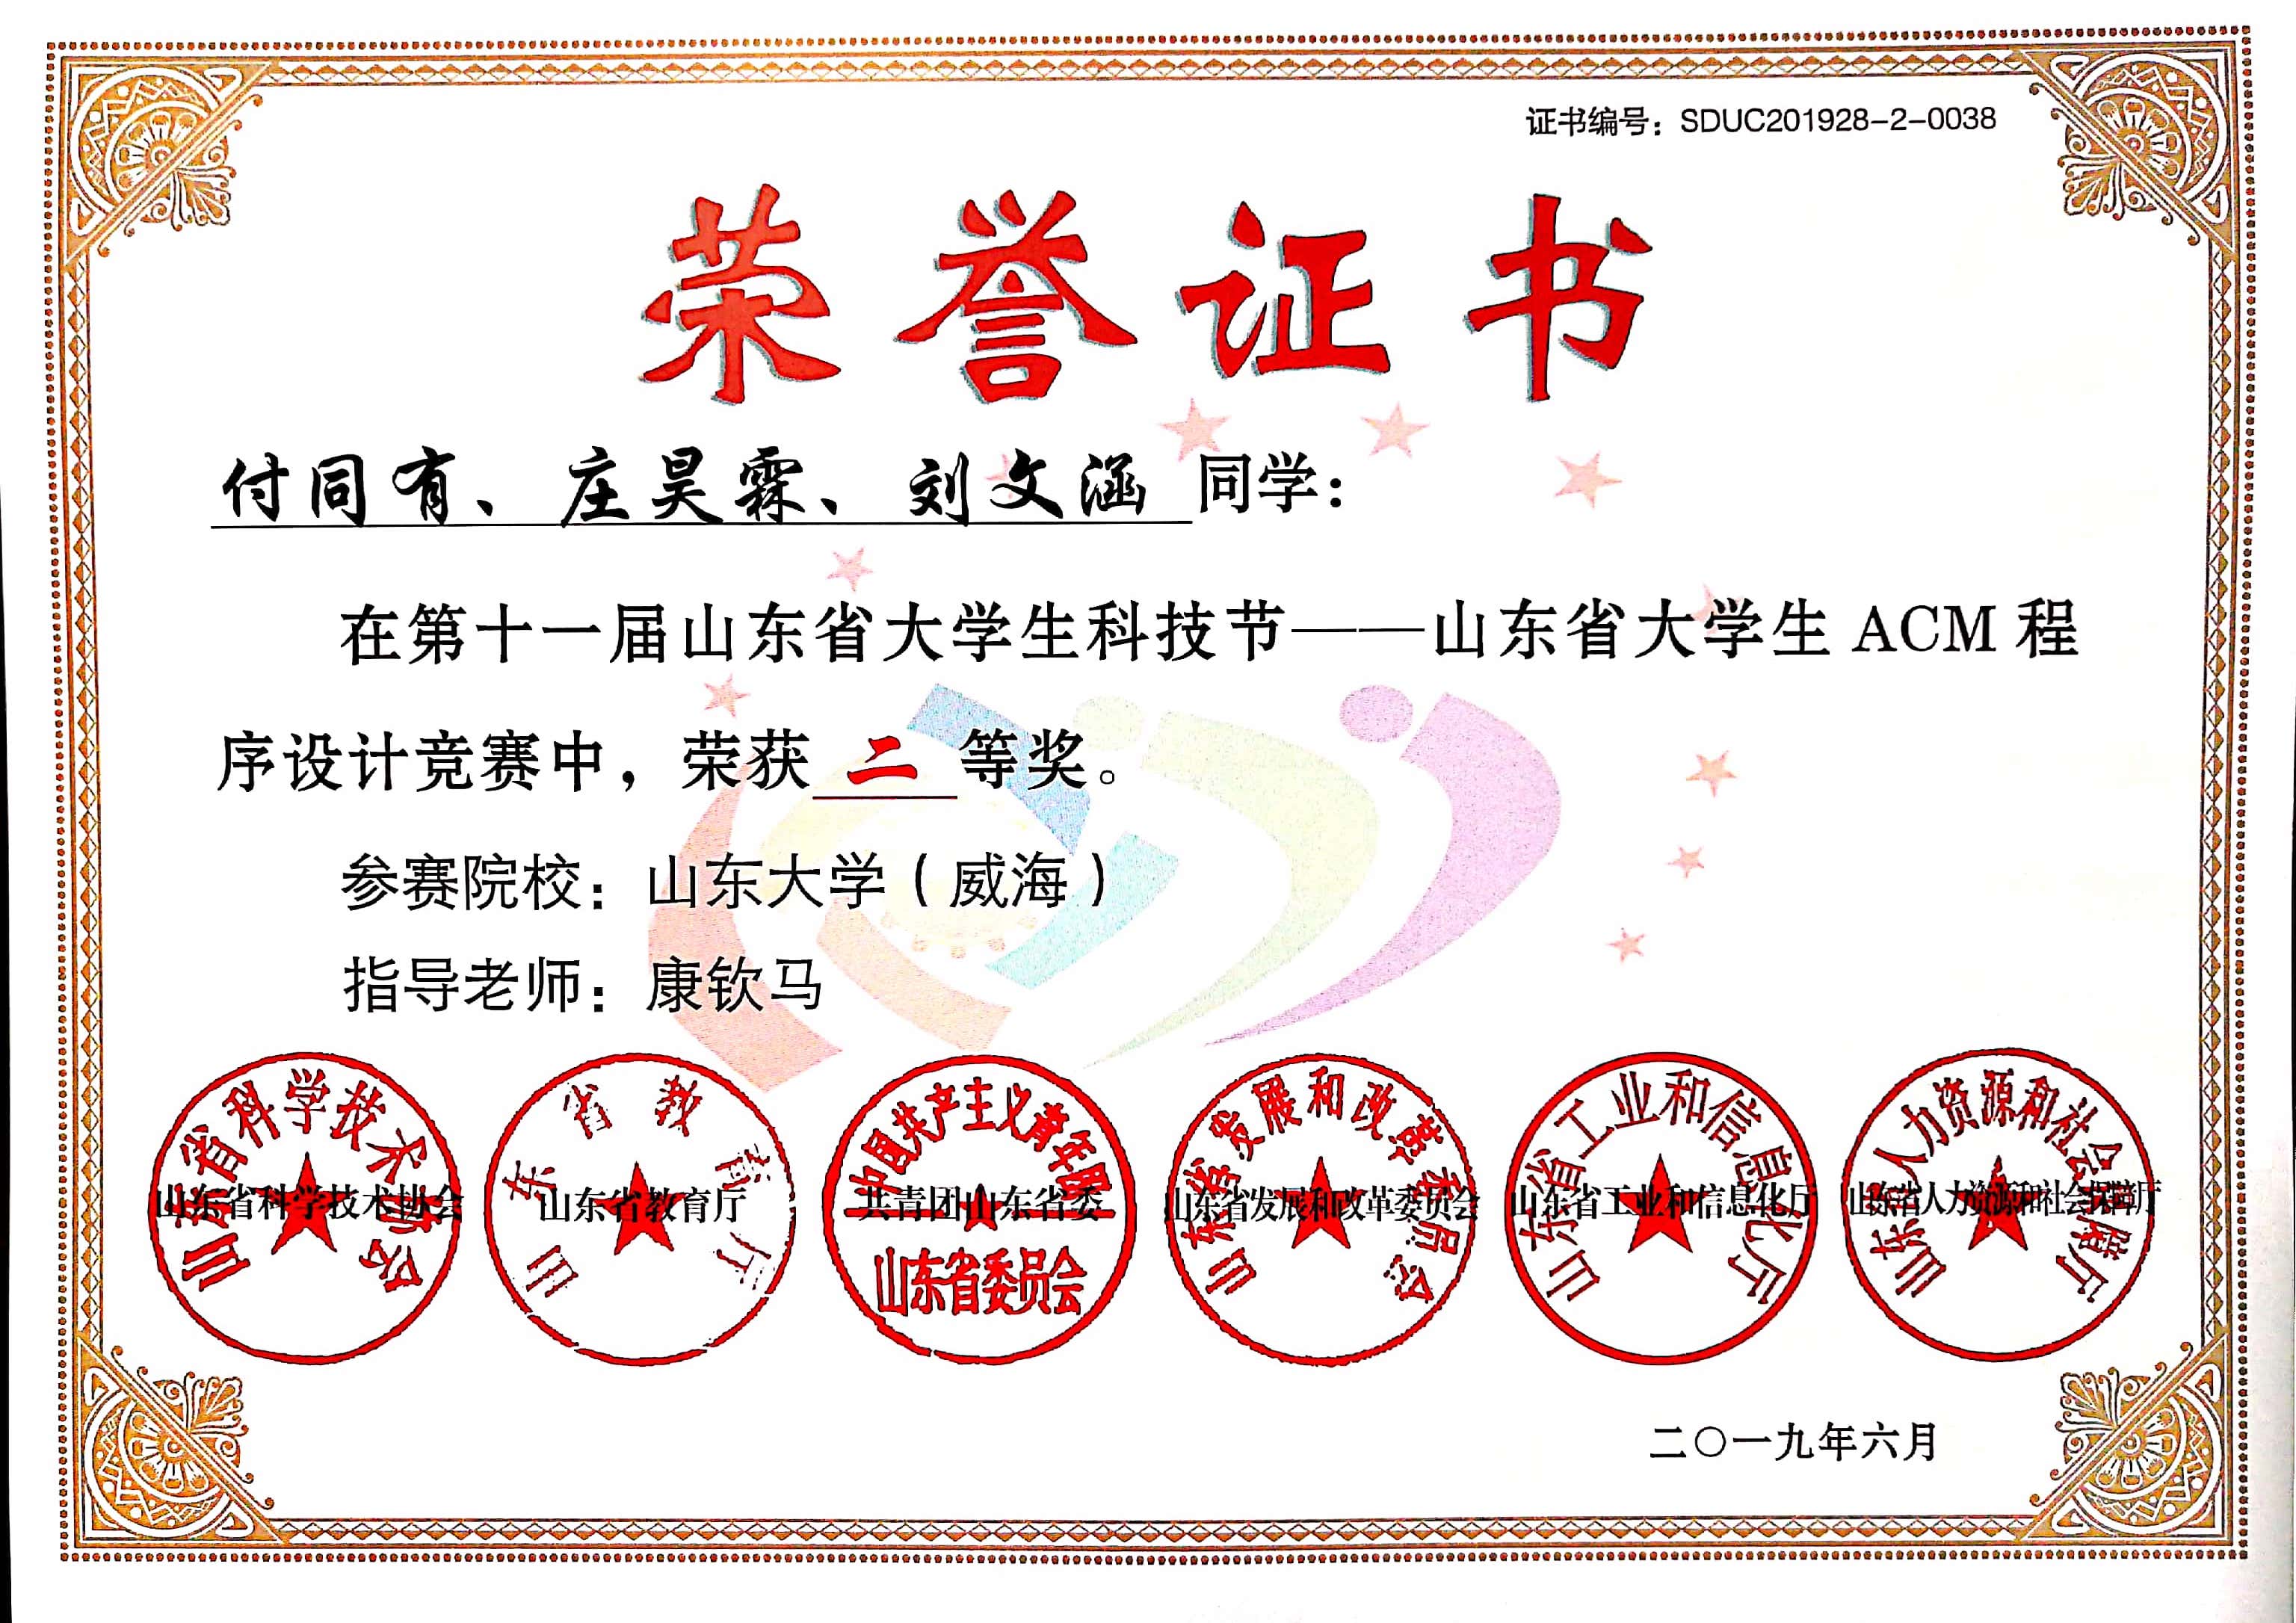 证书编号：SDUC201928-2-0038
荣誉证书
付同有、庄昊霖、刘文涵 同学：
在第十一届山东省大学生科技节——山东省大学生 ACM 程
序设计竞赛中，荣获 二 等奖。
参赛院校：山东大学（威海）
指导老师：康钦马
山东省科学技术协会
山东省科学技术协会
山东省教育厅
山东省教育厅
中国共产主义青年团
共青团山东省委
山东省委员会
山东省发展和改革委员会
山东省发展和改革委员会
山东省工业和信息化厅
山东省工业和信息化厅
山东省人力资源和社会保障厅
山东省人力资源和社会保障厅
二〇一九年六月